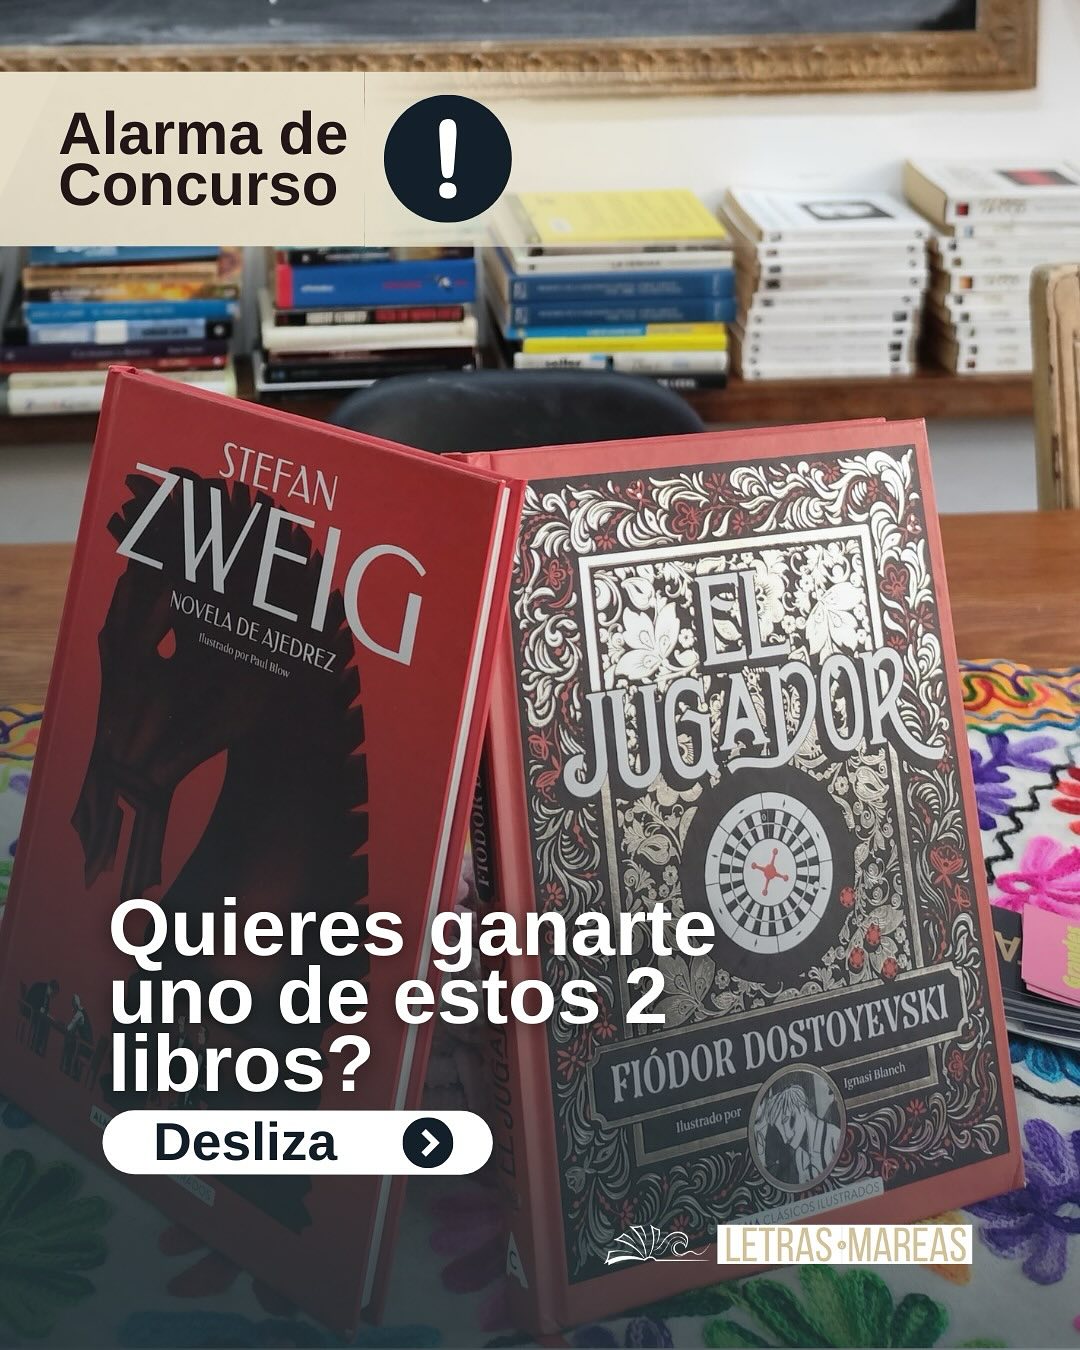 Alarma de
Concurso
!
STEFAN
ZWEIG
NOVELA DE AJEDREZ
Ilustrado por Paul Blow
EL
JUGADOR
FIÓDOR DOSTOYEVSKI
Ilustrado por
Ignasi Blanch
CLÁSICOS ILUSTRADOS
Quieres ganarte
uno de estos 2
libros?
Desliza
LETRAS MAREAS